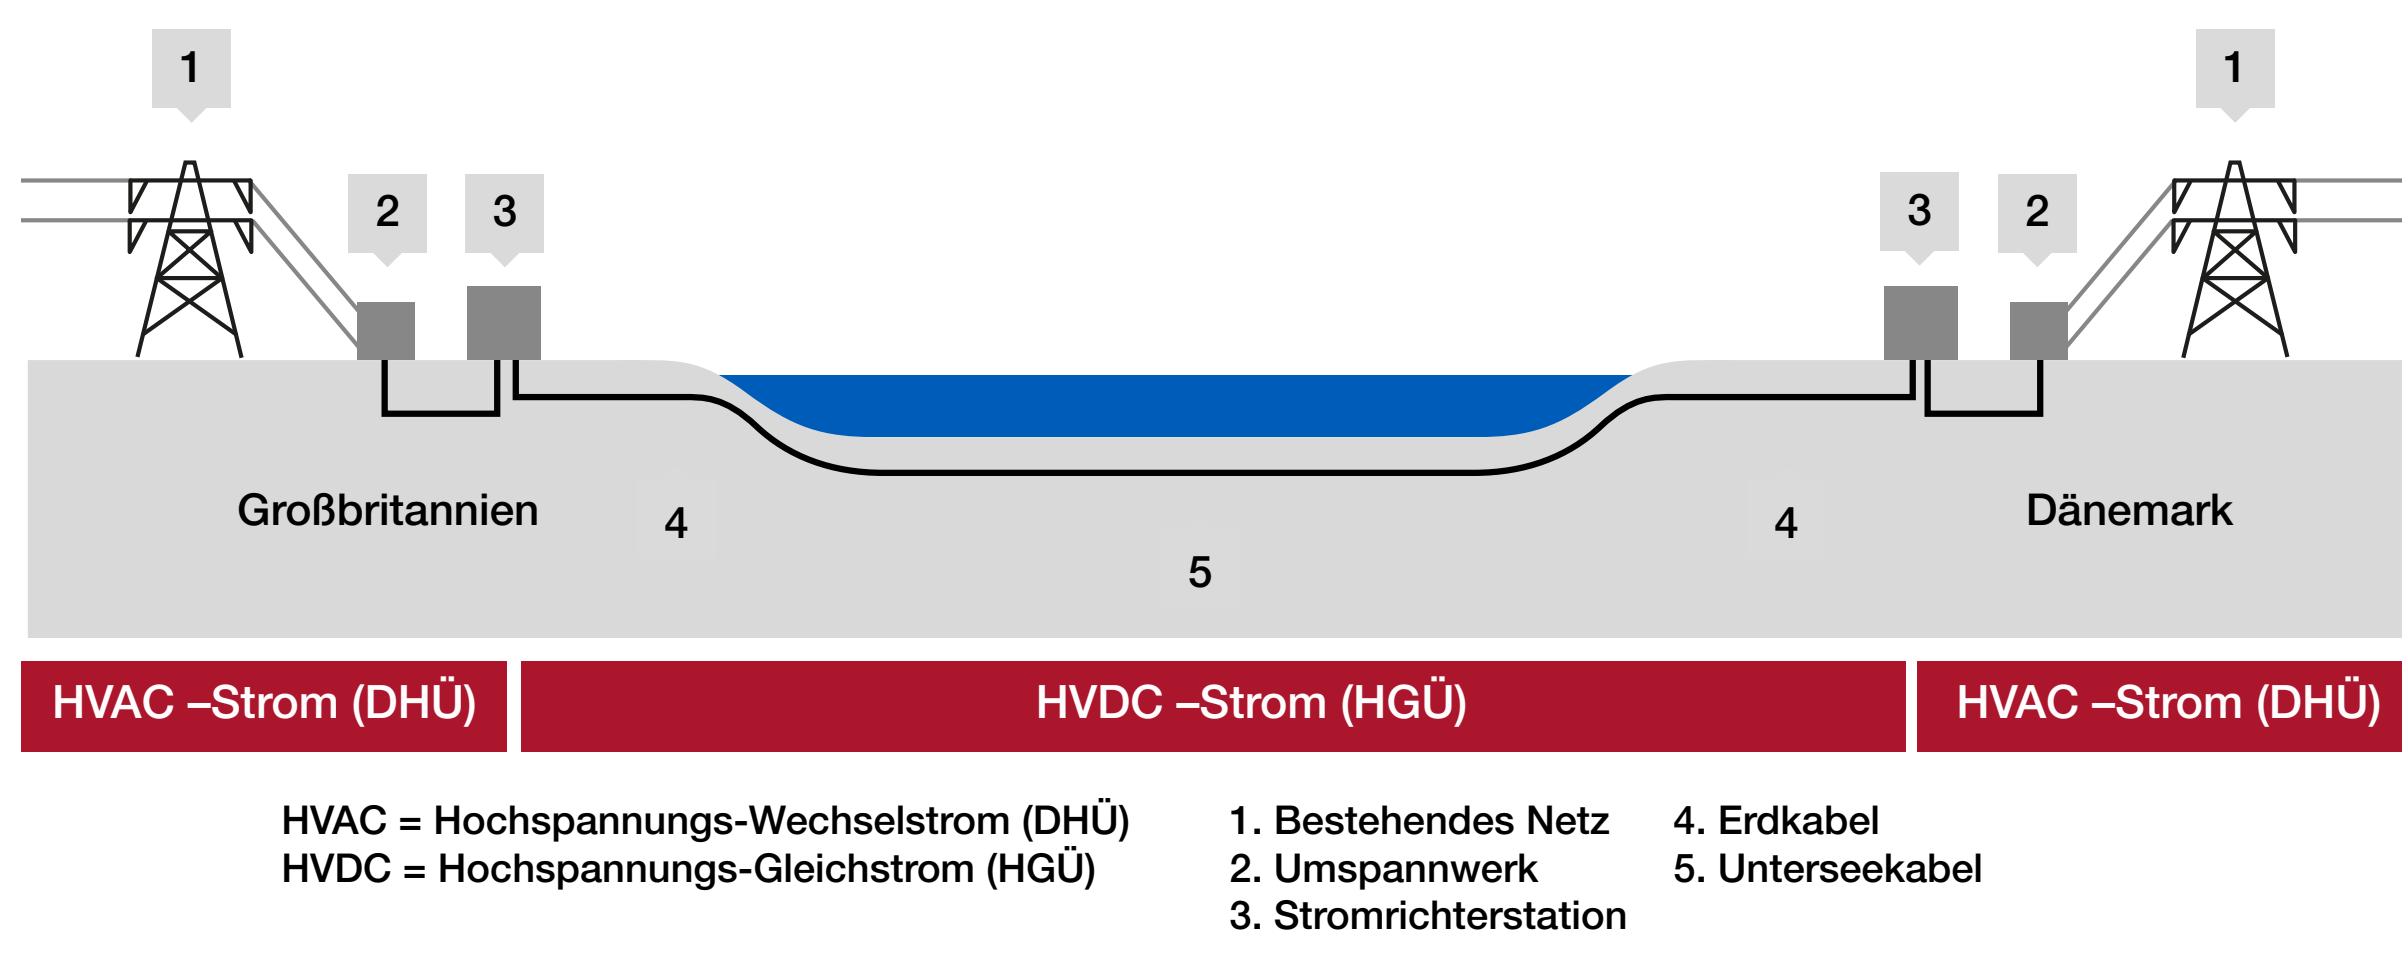 1
1
2
3
3
2
Großbritannien
4
4
Dänemark
5
HVAC –Strom (DHÜ)
HVDC –Strom (HGÜ)
HVAC –Strom (DHÜ)
HVAC = Hochspannungs-Wechselstrom (DHÜ)
HVDC = Hochspannungs-Gleichstrom (HGÜ)
1. Bestehendes Netz
2. Umspannwerk
3. Stromrichterstation
4. Erdkabel
5. Unterseekabel